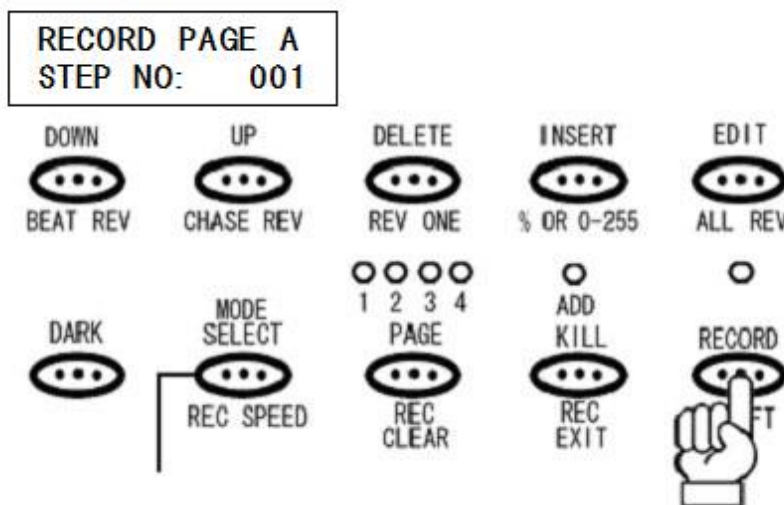 RECORD PAGE A
STEP NO: 001
DOWN UP DELETE INSERT EDIT
BEAT REV CHASE REV REV ONE % OR 0-255 ALL REV
1 2 3 4
DARK
MODE
SELECT
PAGE
ADD
KILL
RECORD
REC SPEED
REC
CLEAR
REC
EXIT
FT